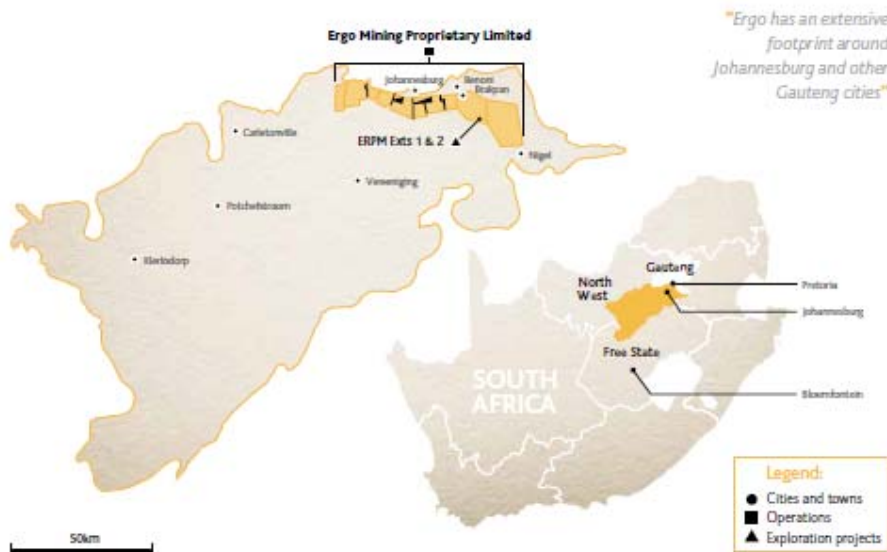 "Ergo has an extensive
footprint around
Johannesburg and other
Gauteng cities"
Ergo Mining Proprietary Limited
Johannesburg
Benoni
Brakpan
Carletonville
ERPM Exts 1 & 2
Nigel
Vereeniging
Potchefstroom
Klerksdorp
Gauteng
North
West
Pretoria
Johannesburg
Free State
SOUTH
AFRICA
Bloemfontein
Legend:
Cities and towns
Operations
Exploration projects
50km